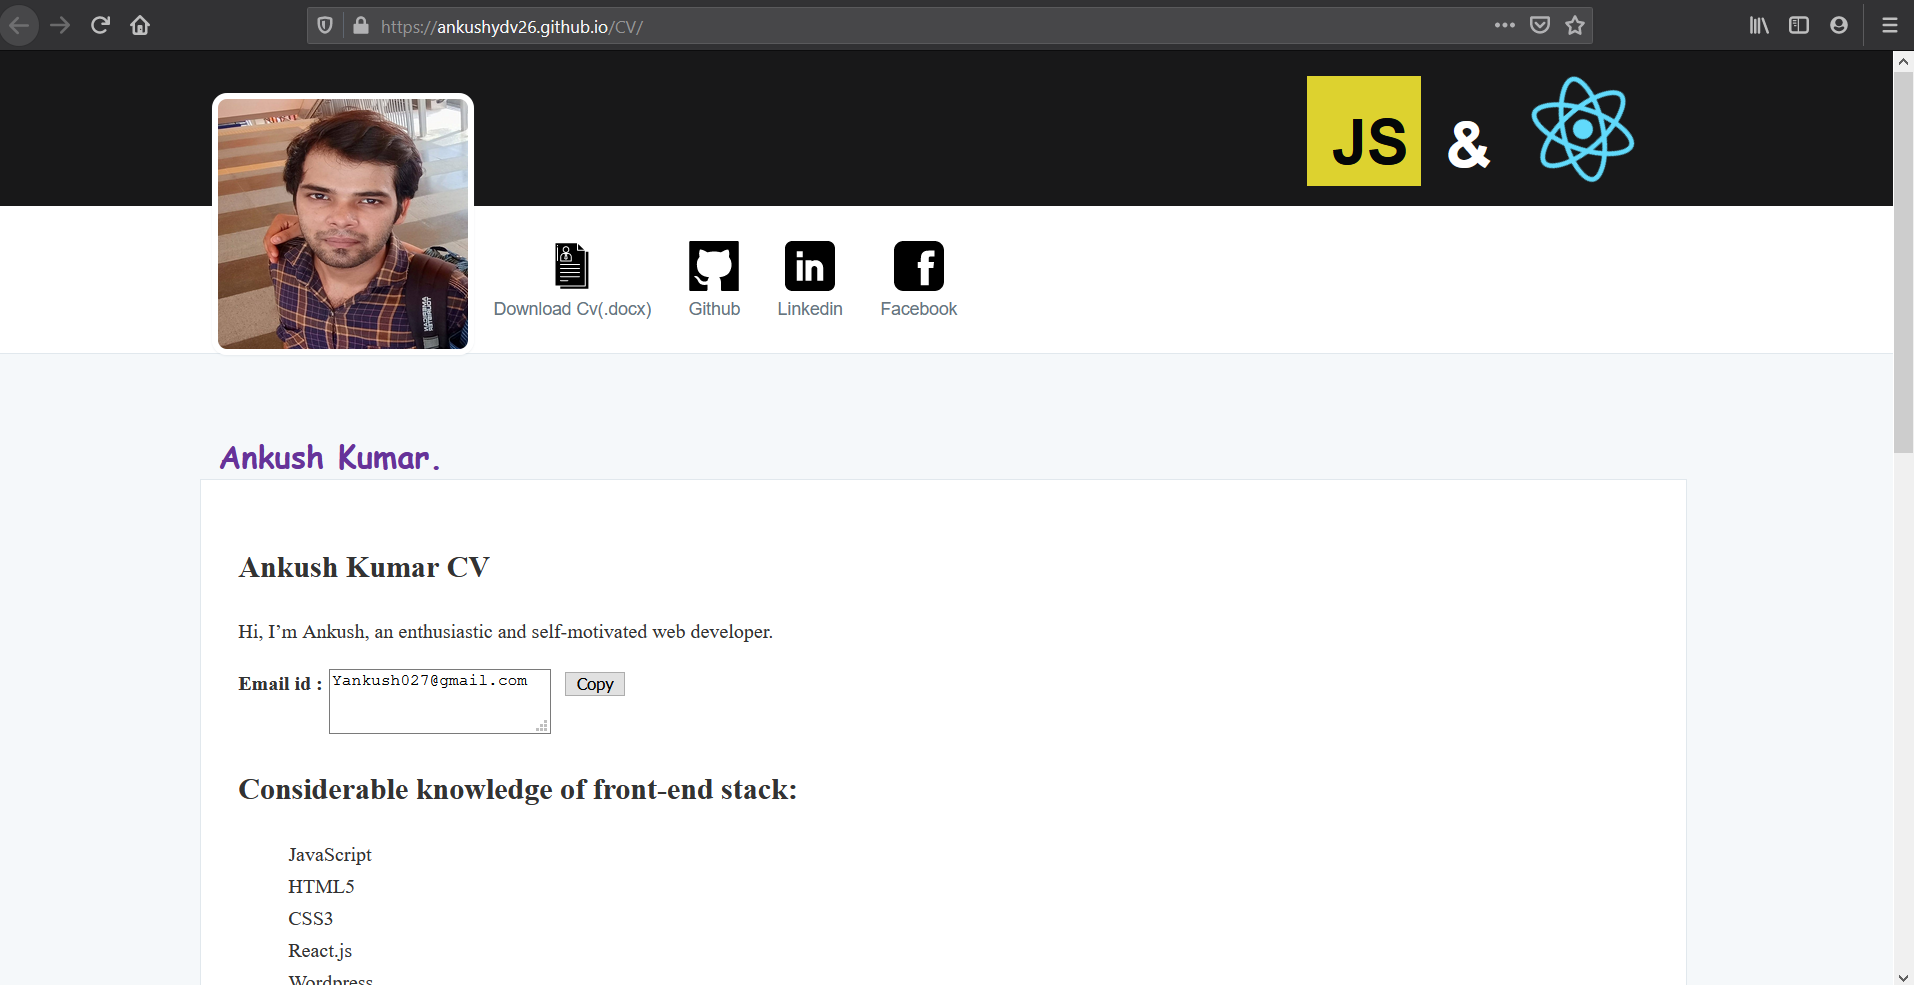 https://ankushydv26.github.io/CV/
JS &
Download Cv(.docx) Github Linkedin Facebook
Ankush Kumar.
Ankush Kumar CV
Hi, I’m Ankush, an enthusiastic and self-motivated web developer.
Email id : Yankush027@gmail.com Copy
Considerable knowledge of front-end stack:
JavaScript
HTML5
CSS3
React.js
Wordpress